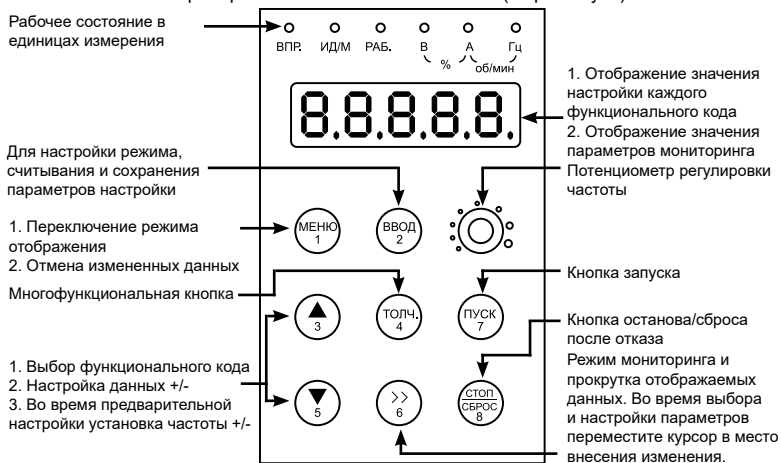 Рабочее состояние в
единицах измерения
ВПР. ИД/М РАБ. В А Гц
% об/мин
8.8.8.8.8.
1. Отображение значения
настройки каждого
функционального кода
2. Отображение значения
параметров мониторинга
Для настройки режима,
считывания и сохранения
параметров настройки
Потенциометр регулировки
частоты
МЕНЮ
1
ВВОД
2
1. Переключение режима
отображения
2. Отмена измененных данных
Многофункциональная кнопка
Кнопка запуска
3
ТОЛЧ.
4
ПУСК
7
Кнопка останова/сброса
после отказа
1. Выбор функционального кода
2. Настройка данных +/-
3. Во время предварительной
настройки установка частоты +/-
5
>>
6
СТОП
СБРОС
8
Режим мониторинга и
прокрутка отображаемых
данных. Во время выбора
и настройки параметров
переместите курсор в место
внесения изменения.